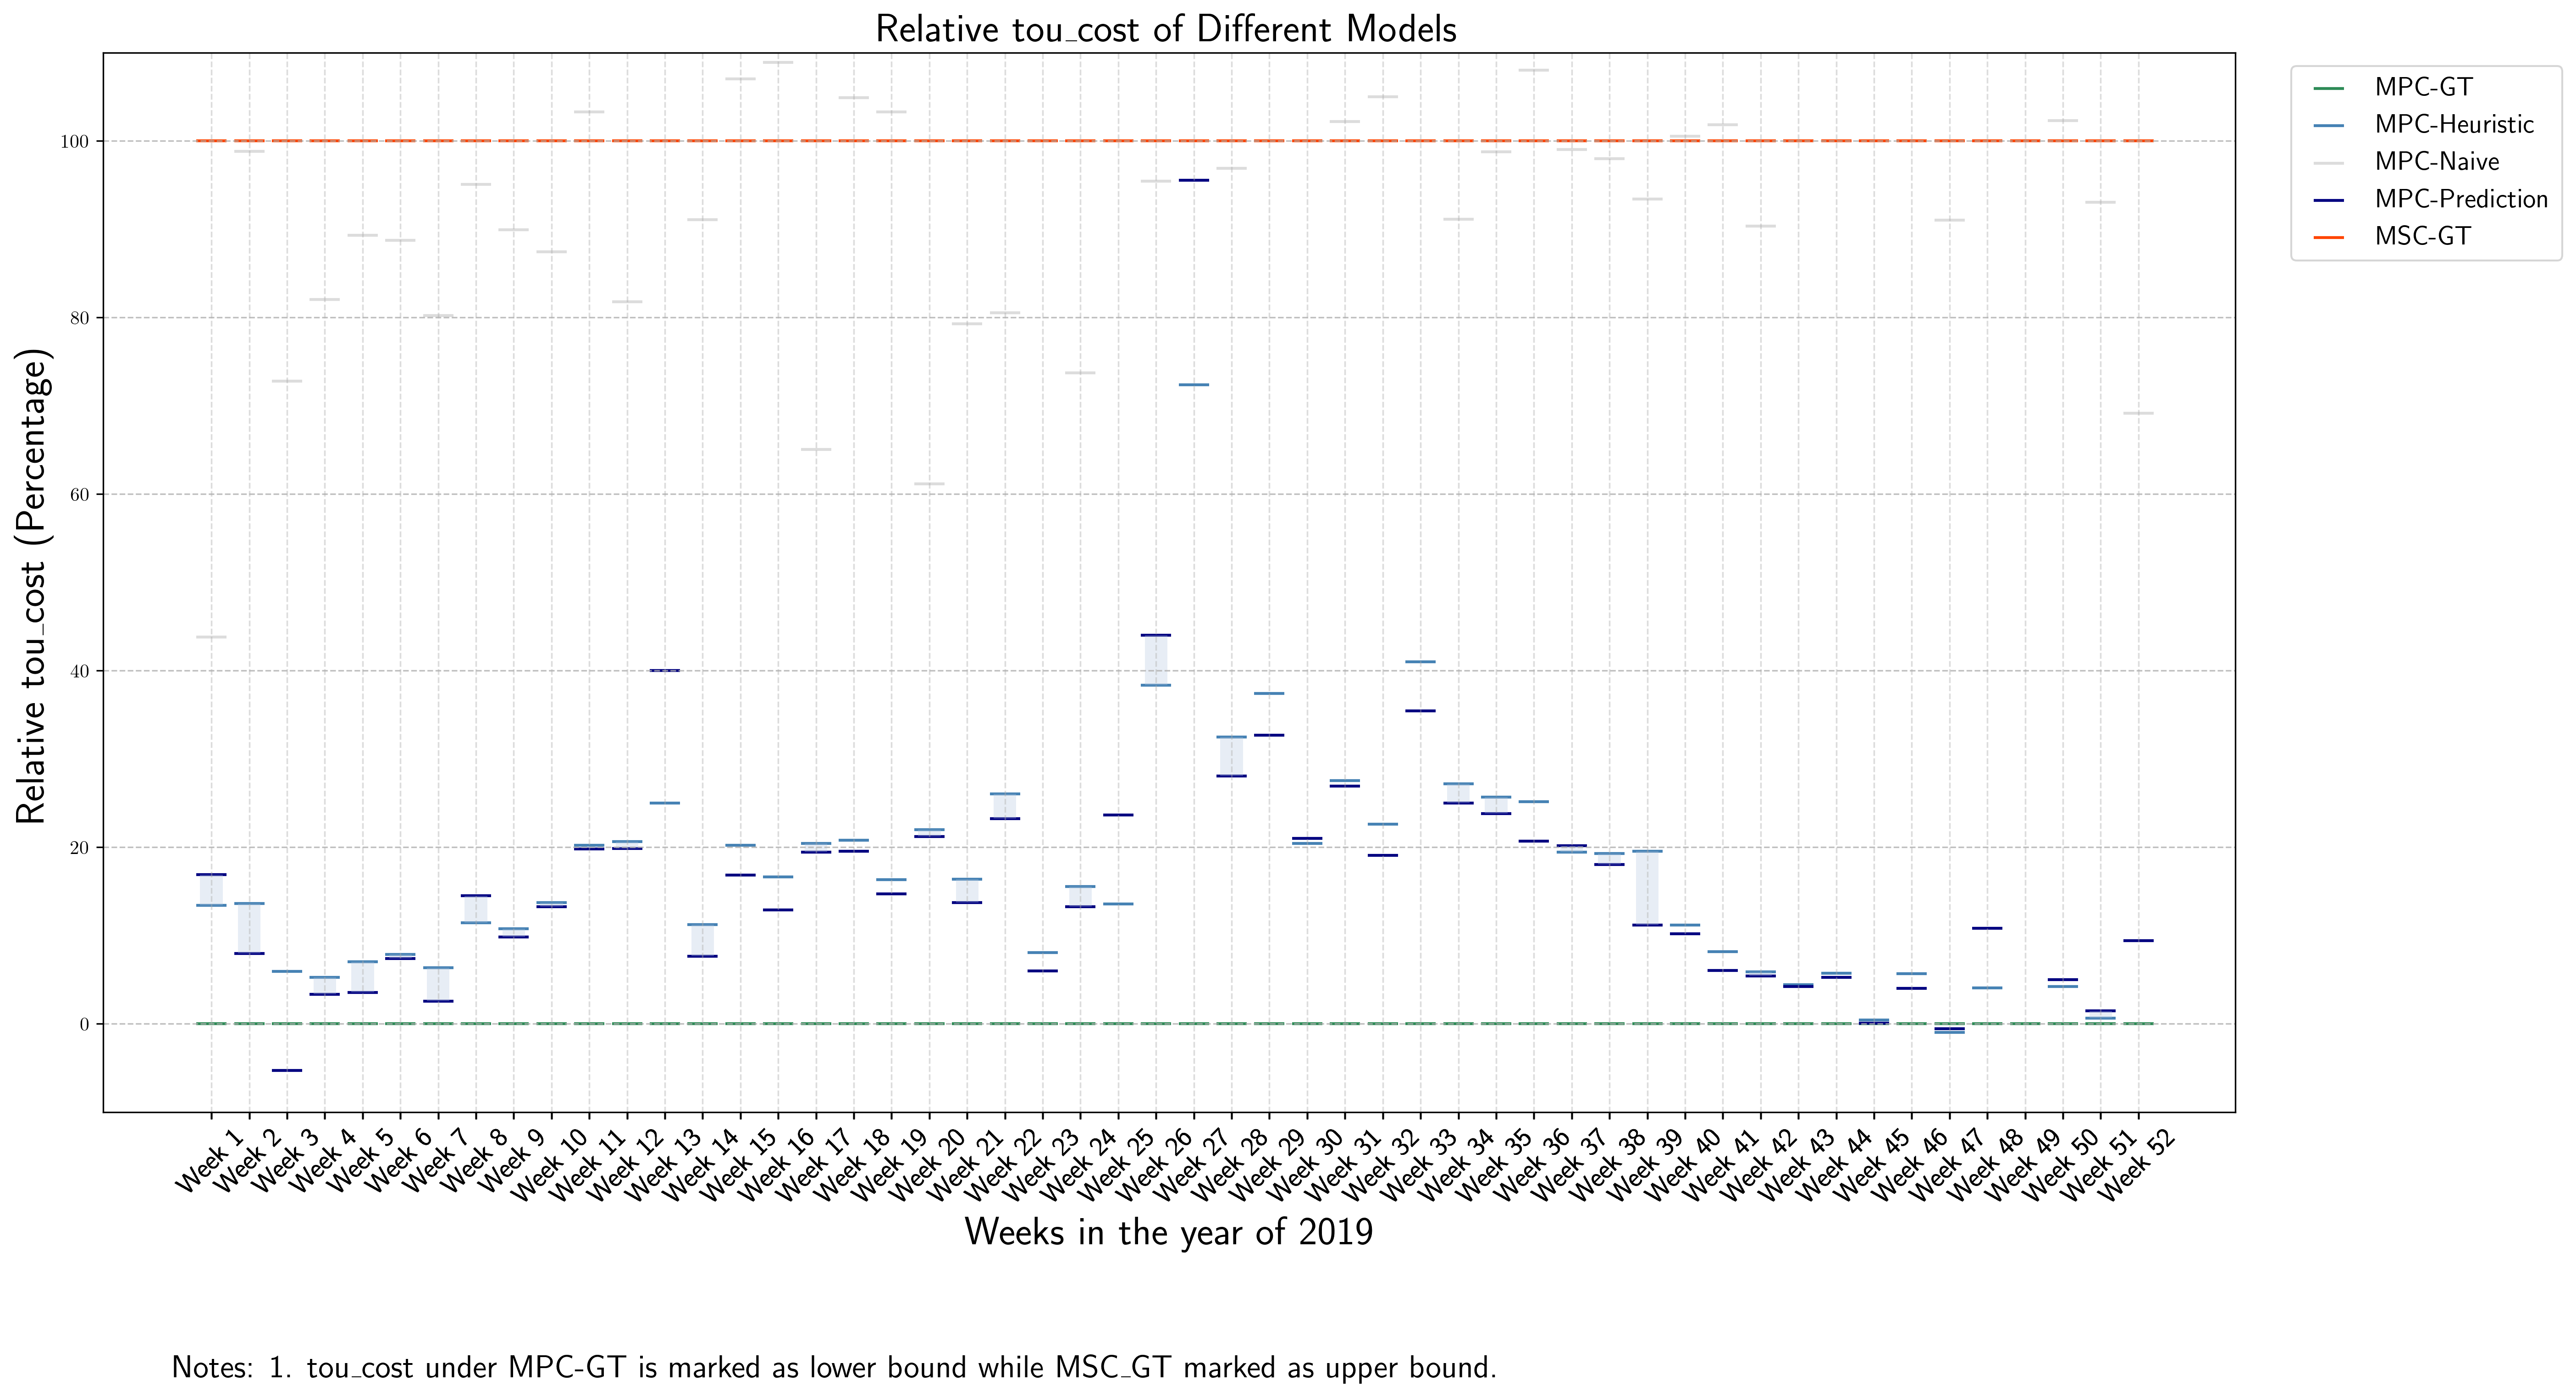 Relative tou_cost of Different Models
MPC-GT
MPC-Heuristic
MPC-Naive
MPC-Prediction
MSC-GT
Relative tou_cost (Percentage)
100
80
60
40
20
0
Week 1
Week 2
Week 3
Week 4
Week 5
Week 6
Week 7
Week 8
Week 9
Week 10
Week 11
Week 12
Week 13
Week 14
Week 15
Week 16
Week 17
Week 18
Week 19
Week 20
Week 21
Week 22
Week 23
Week 24
Week 25
Week 26
Week 27
Week 28
Week 29
Week 30
Week 31
Week 32
Week 33
Week 34
Week 35
Week 36
Week 37
Week 38
Week 39
Week 40
Week 41
Week 42
Week 43
Week 44
Week 45
Week 46
Week 47
Week 48
Week 49
Week 50
Week 51
Week 52
Weeks in the year of 2019
Notes: 1. tou_cost under MPC-GT is marked as lower bound while MSC_GT marked as upper bound.